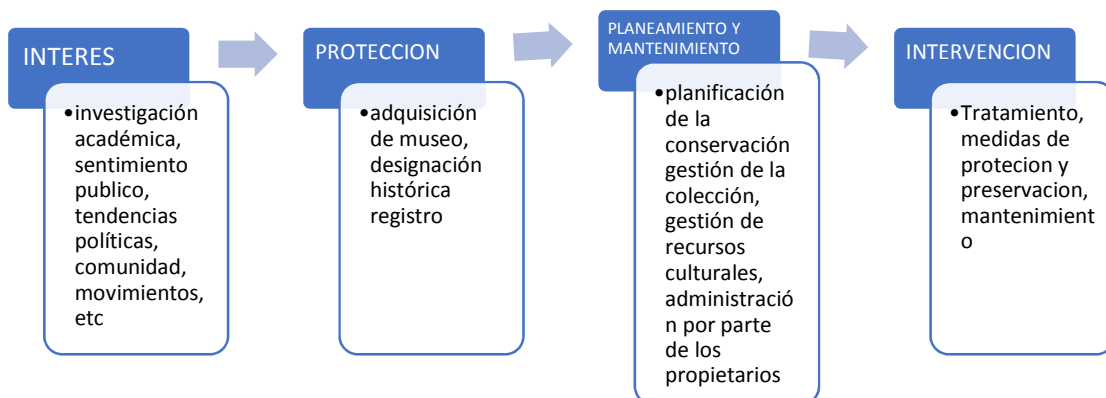 INTERES
•investigación
académica,
sentimiento
publico,
tendencias
políticas,
comunidad,
movimientos,
etc
PROTECCION
•adquisición
de museo,
designación
histórica
registro
PLANEAMIENTO Y
MANTENIMIENTO
•planificación
de la
conservación
gestión de la
colección,
gestión de
recursos
culturales,
administració
n por parte
de los
propietarios
INTERVENCION
•Tratamiento,
medidas de
protecion y
preservacion,
mantenimient
o